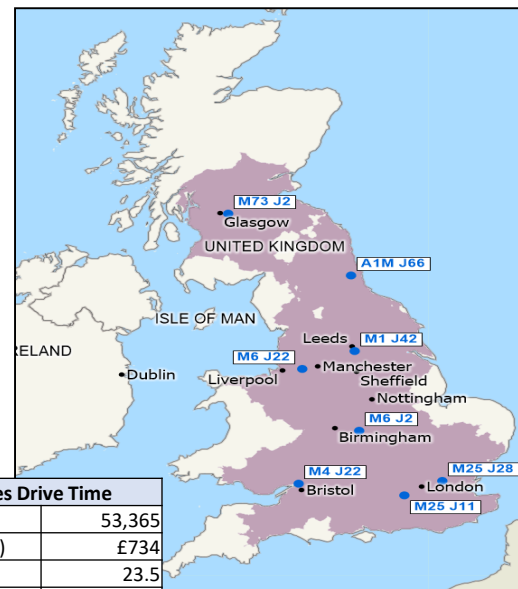 M73 J2
Glasgow
UNITED KINGDOM
A1M J66
ISLE OF MAN
Leeds
M1 J42
RELAND
M6 J22
Manchester
Dublin
Liverpool
Sheffield
Nottingham
M6 J2
Birmingham
M4 J22
M25 J28
es Drive Time
Bristol
London
53,365
M25 J11
) £734
23.5